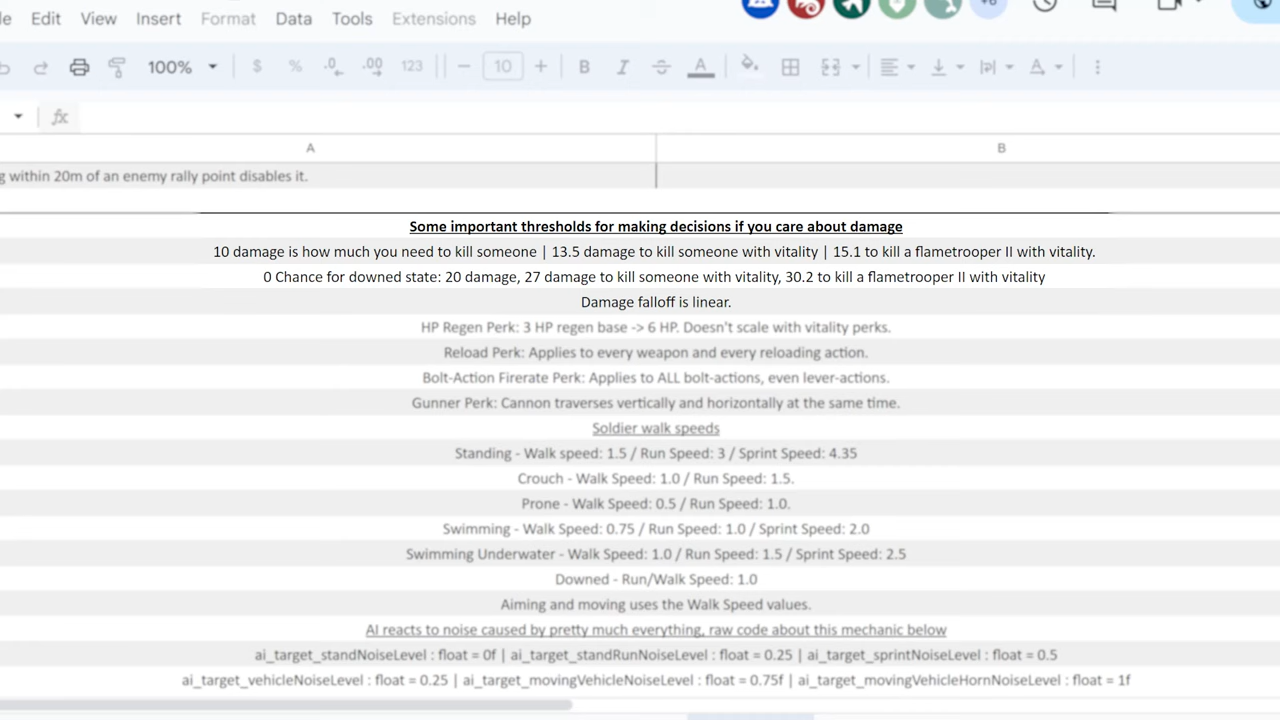 Edit View Insert Format Data Tools Extensions Help
100% $ % .0 .00 123 10 B I A A
fx
A B
within 20m of an enemy rally point disables it.
Some important thresholds for making decisions if you care about damage
10 damage is how much you need to kill someone | 13.5 damage to kill someone with vitality | 15.1 to kill a flametrooper II with vitality.
0 Chance for downed state: 20 damage, 27 damage to kill someone with vitality, 30.2 to kill a flametrooper II with vitality
Damage falloff is linear.
HP Regen Perk: 3 HP regen base -> 6 HP. Doesn't scale with vitality perks.
Reload Perk: Applies to every weapon and every reloading action.
Bolt-Action Firerate Perk: Applies to ALL bolt-actions, even lever-actions.
Gunner Perk: Cannon traverses vertically and horizontally at the same time.
Soldier walk speeds
Standing - Walk speed: 1.5 / Run Speed: 3 / Sprint Speed: 4.35
Crouch - Walk Speed: 1.0 / Run Speed: 1.5.
Prone - Walk Speed: 0.5 / Run Speed: 1.0.
Swimming - Walk Speed: 0.75 / Run Speed: 1.0 / Sprint Speed: 2.0
Swimming Underwater - Walk Speed: 1.0 / Run Speed: 1.5 / Sprint Speed: 2.5
Downed - Run/Walk Speed: 1.0
Aiming and moving uses the Walk Speed values.
AI reacts to noise caused by pretty much everything, raw code about this mechanic below
ai_target_standNoiseLevel : float = 0f | ai_target_standRunNoiseLevel : float = 0.25 | ai_target_sprintNoiseLevel : float = 0.5
ai_target_vehicleNoiseLevel : float = 0.25 | ai_target_movingVehicleNoiseLevel : float = 0.75f | ai_target_movingVehicleHornNoiseLevel : float = 1f